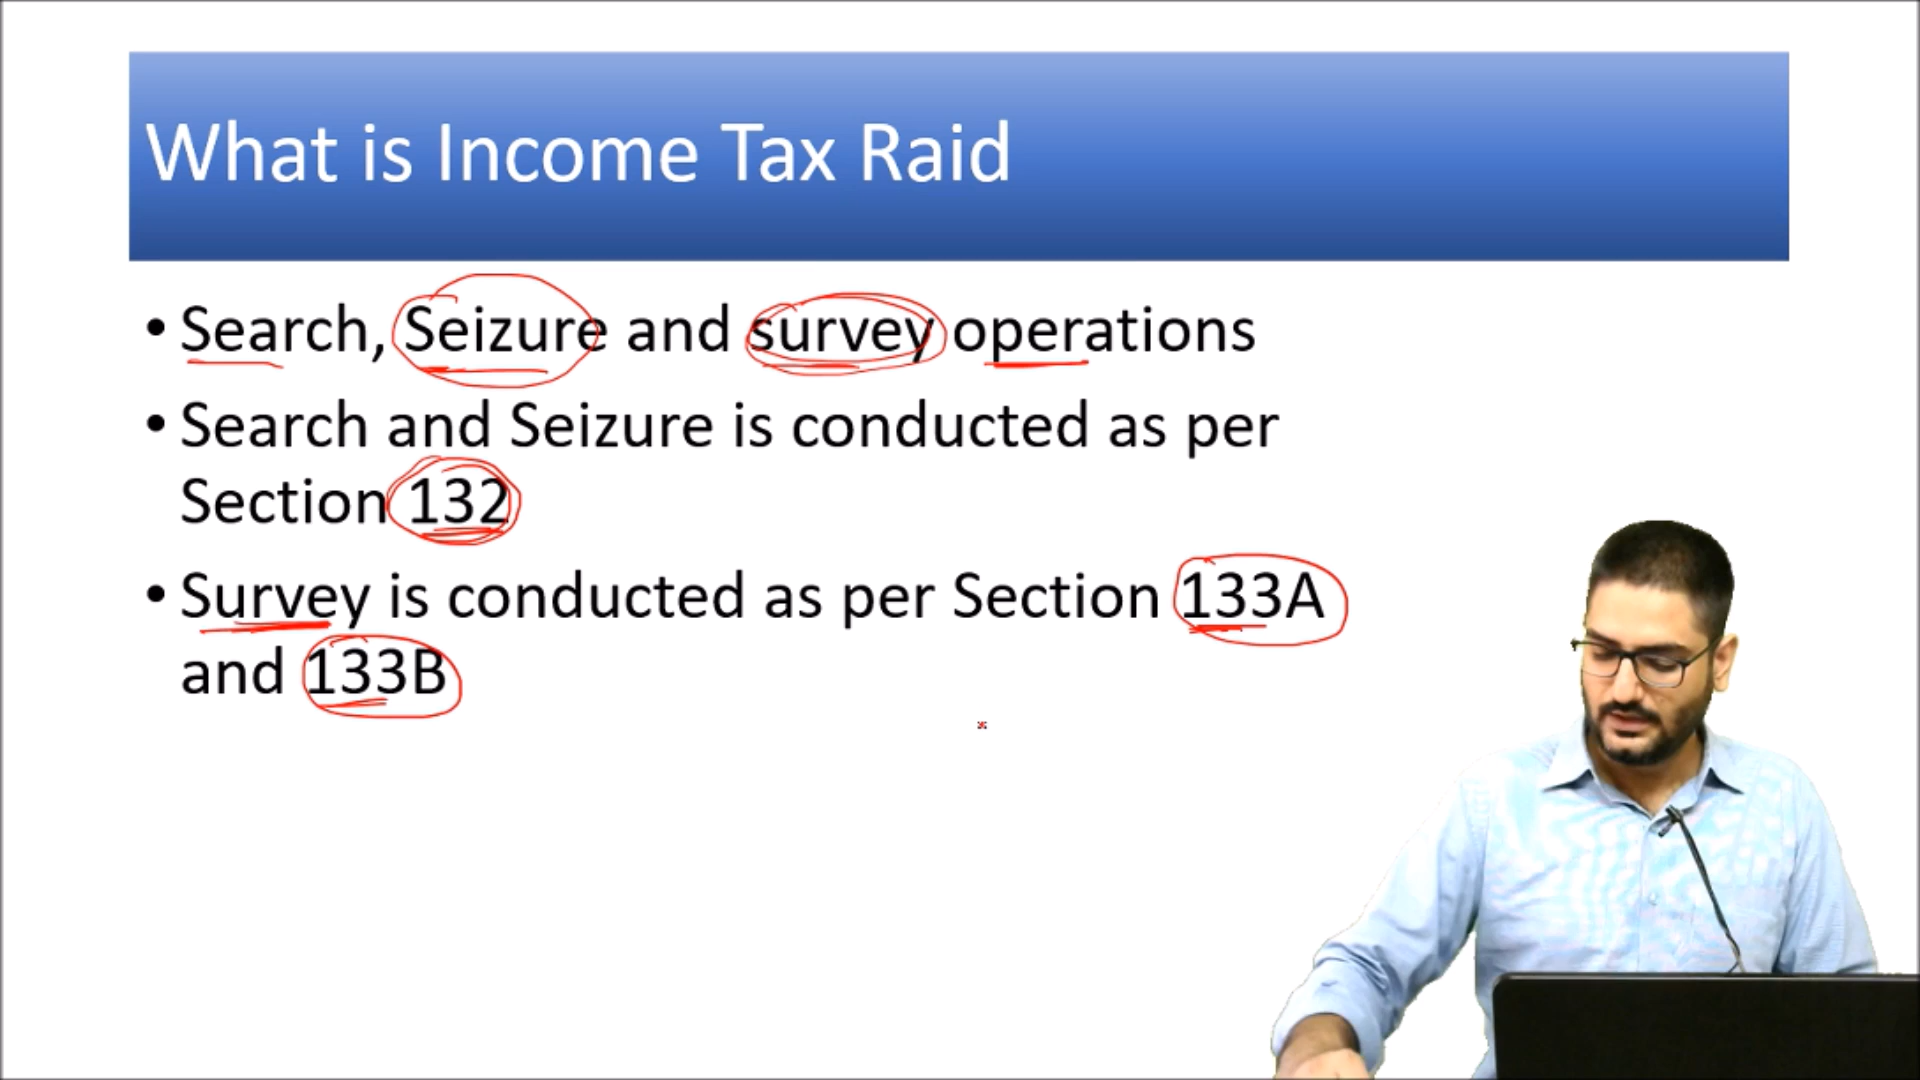 What is Income Tax Raid
• Search, Seizure and survey operations
• Search and Seizure is conducted as per
Section 132
• Survey is conducted as per Section 133A
and 133B